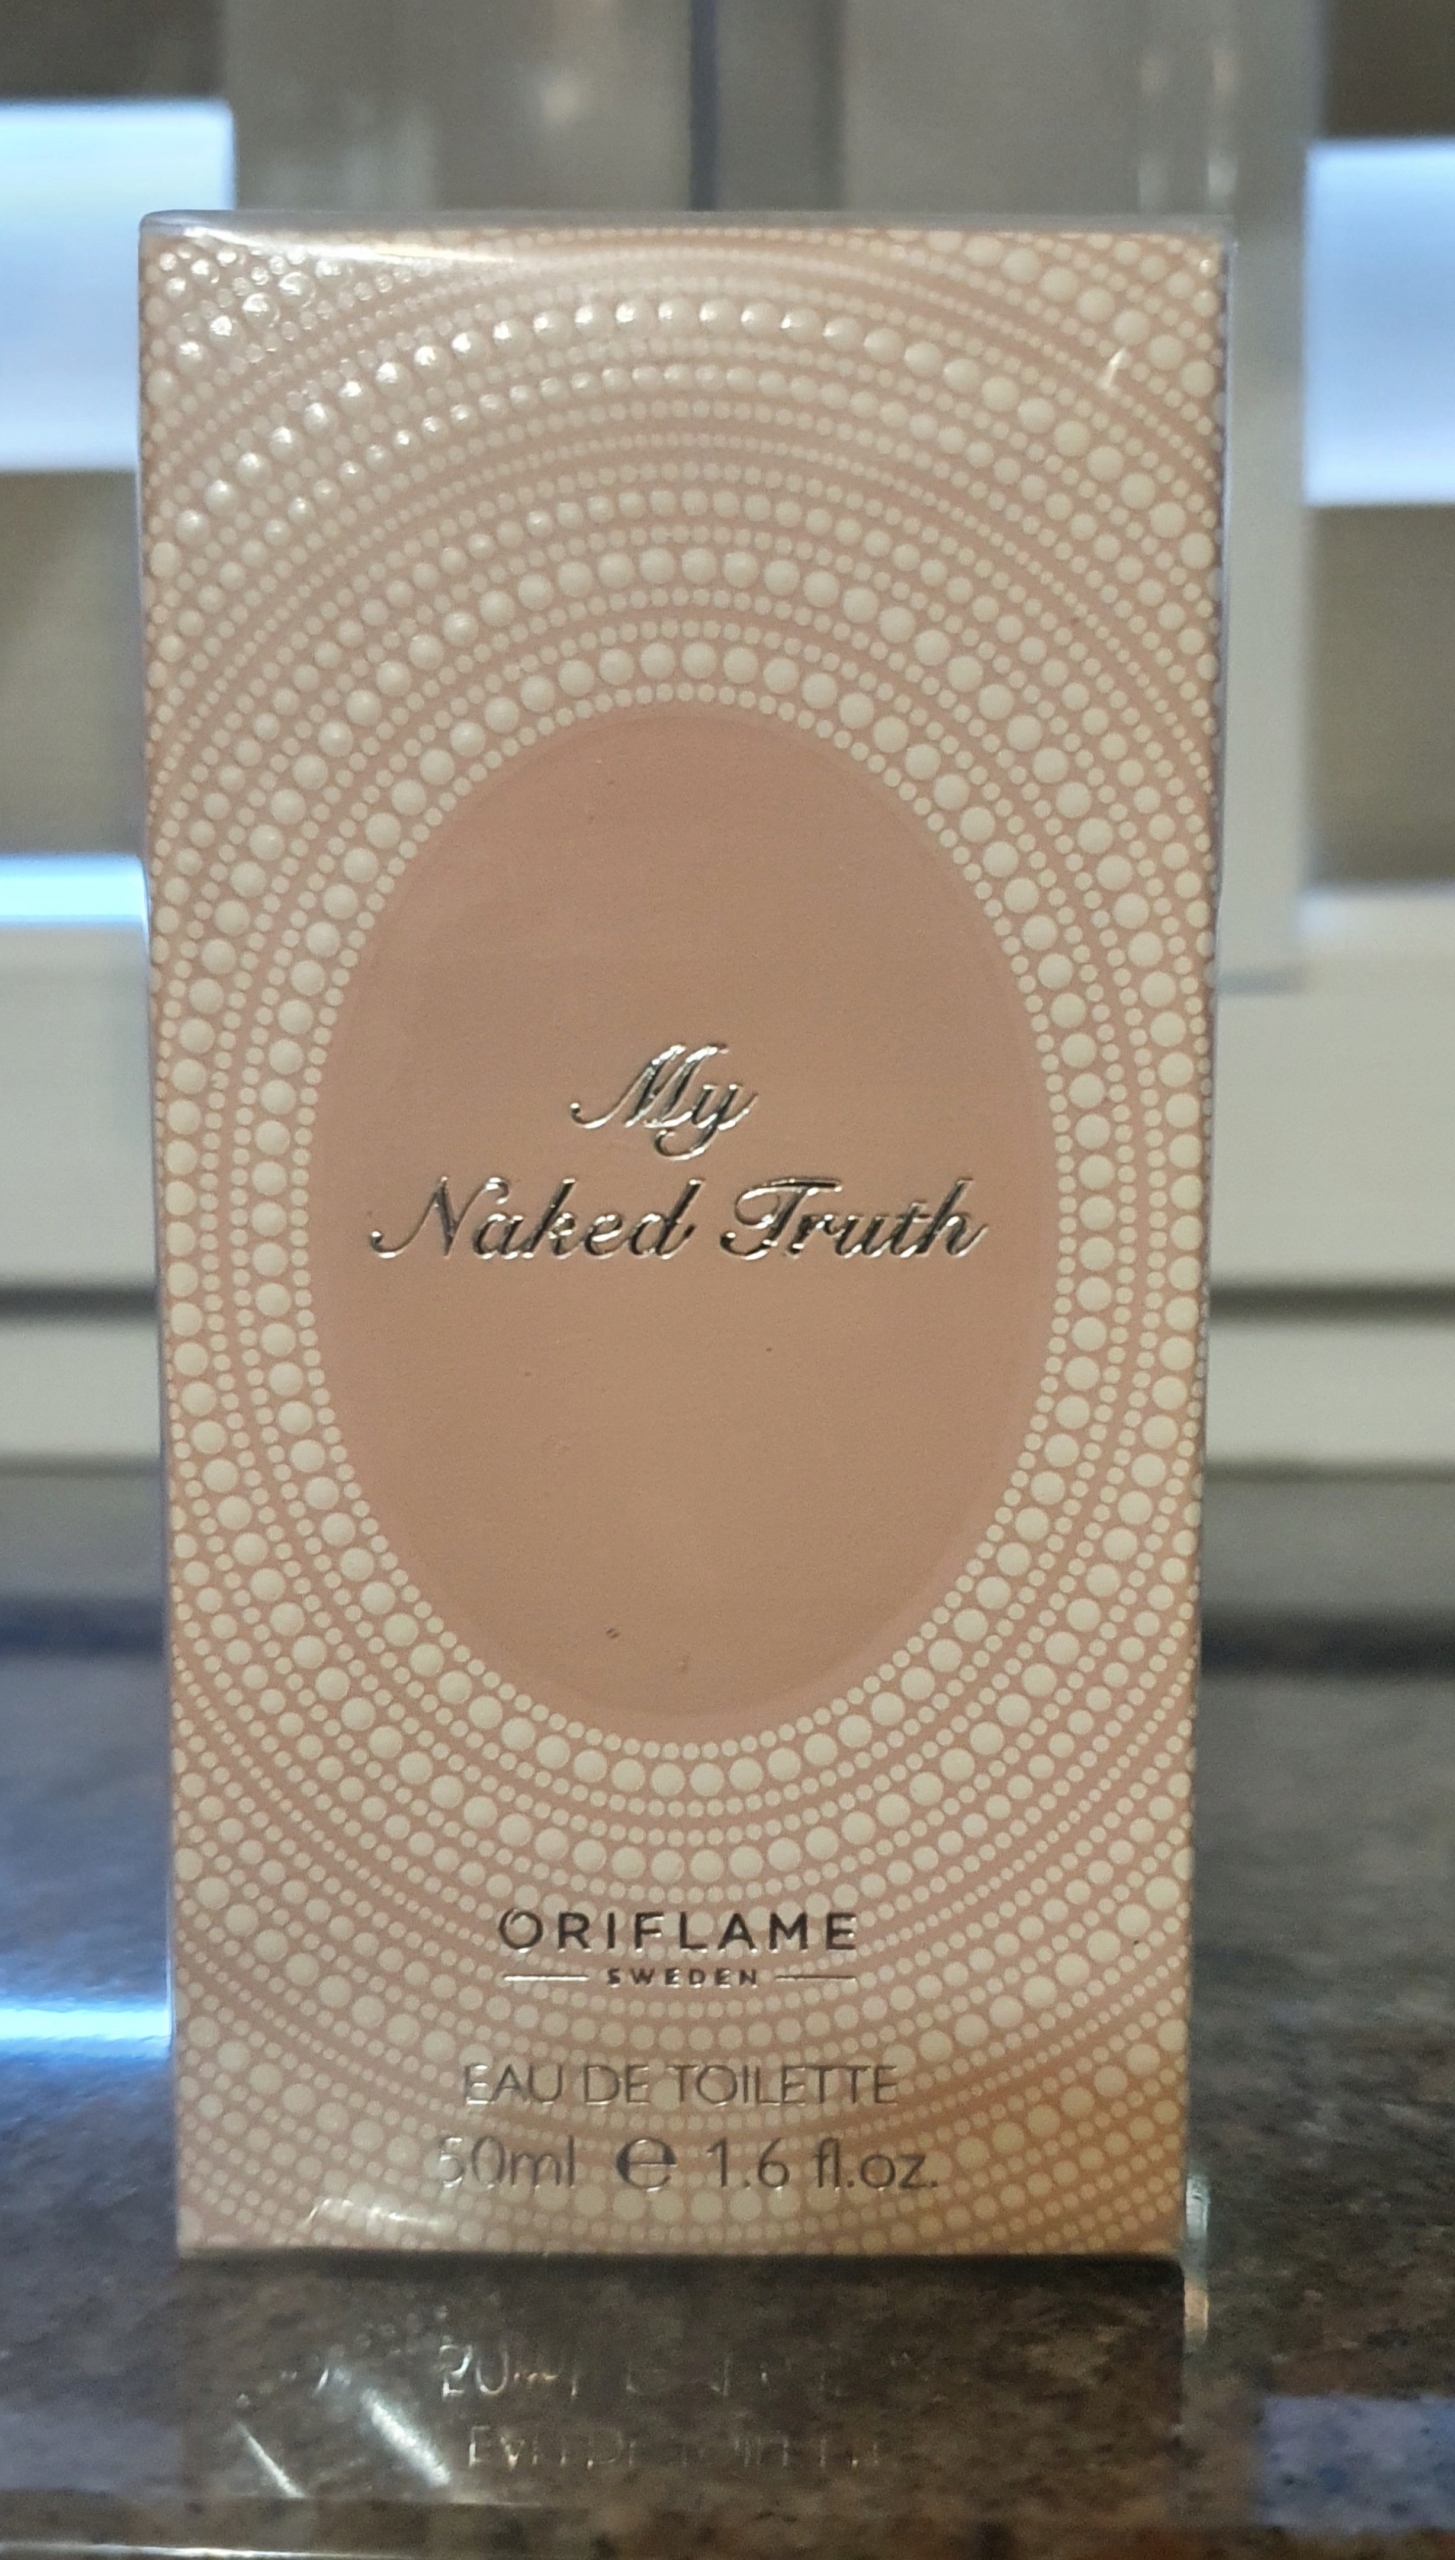 My
Naked Truth
ORIFLAME
SWEDEN
EAU DE TOILETTE
50ml ℮ 1.6 fl.oz.